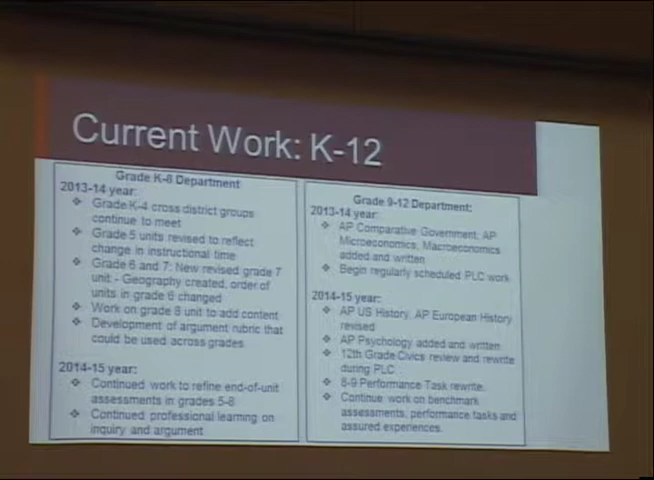 Current Work: K-12
Grade K-8 Department
2013-14 year:
Grade K-4 cross district groups
continue to meet
Grade 5 units revised to reflect
change in instructional time
Grade 6 and 7: New revised grade 7
unit - Geography created, order of
units in grade 6 changed
Work on grade 8 unit to add content
Development of argument rubric that
could be used across grades
2014-15 year:
Continued work to refine end-of-unit
assessments in grades 5-8
Continued professional learning on
inquiry and argument
Grade 9-12 Department:
2013-14 year:
AP Comparative Government, AP
Microeconomics, Macroeconomics
added and written
Begin regularly scheduled PLC work
2014-15 year:
AP US History, AP European History
revised
AP Psychology added and written
12th Grade Civics review and rewrite
during PLC
8-9 Performance Task rewrite.
Continue work on benchmark
assessments, performance tasks and
assured experiences.